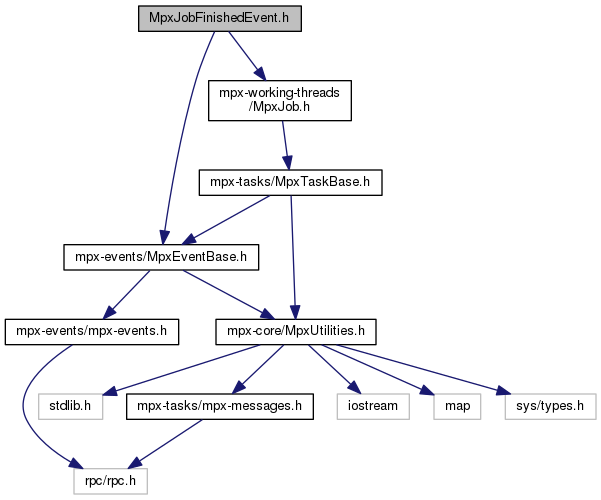 MpxJobFinishedEvent.h
mpx-working-threads
/MpxJob.h
mpx-tasks/MpxTaskBase.h
mpx-events/MpxEventBase.h
mpx-events/mpx-events.h
mpx-core/MpxUtilities.h
stdlib.h
mpx-tasks/mpx-messages.h
iostream
map
sys/types.h
rpc/rpc.h